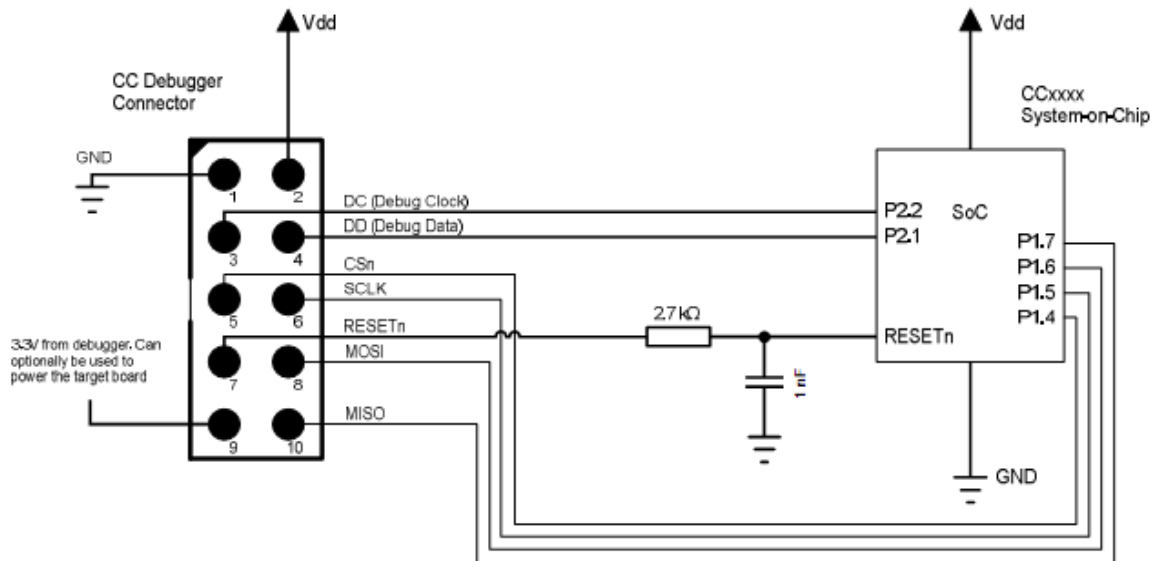 Vdd
Vdd
CC Debugger
Connector
CCxxxx
System-on-Chip
GND
1
2
DC (Debug Clock)
P2.2
SoC
DD (Debug Data)
P2.1
P1.7
3
4
CSn
P1.6
SCLK
P1.5
5
6
2.7 kΩ
P1.4
RESETn
RESETn
3.3V from debugger. Can
optionally be used to
power the target board
MOSI
7
8
1 nF
MISO
9
10
GND